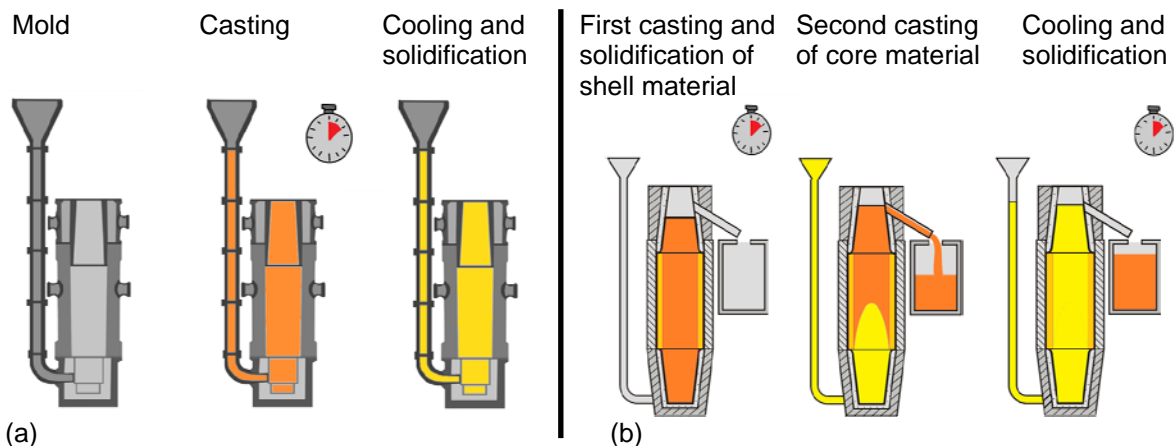 Mold
Casting
Cooling and
solidification
First casting and
solidification of
shell material
Second casting
of core material
Cooling and
solidification
(a)
(b)